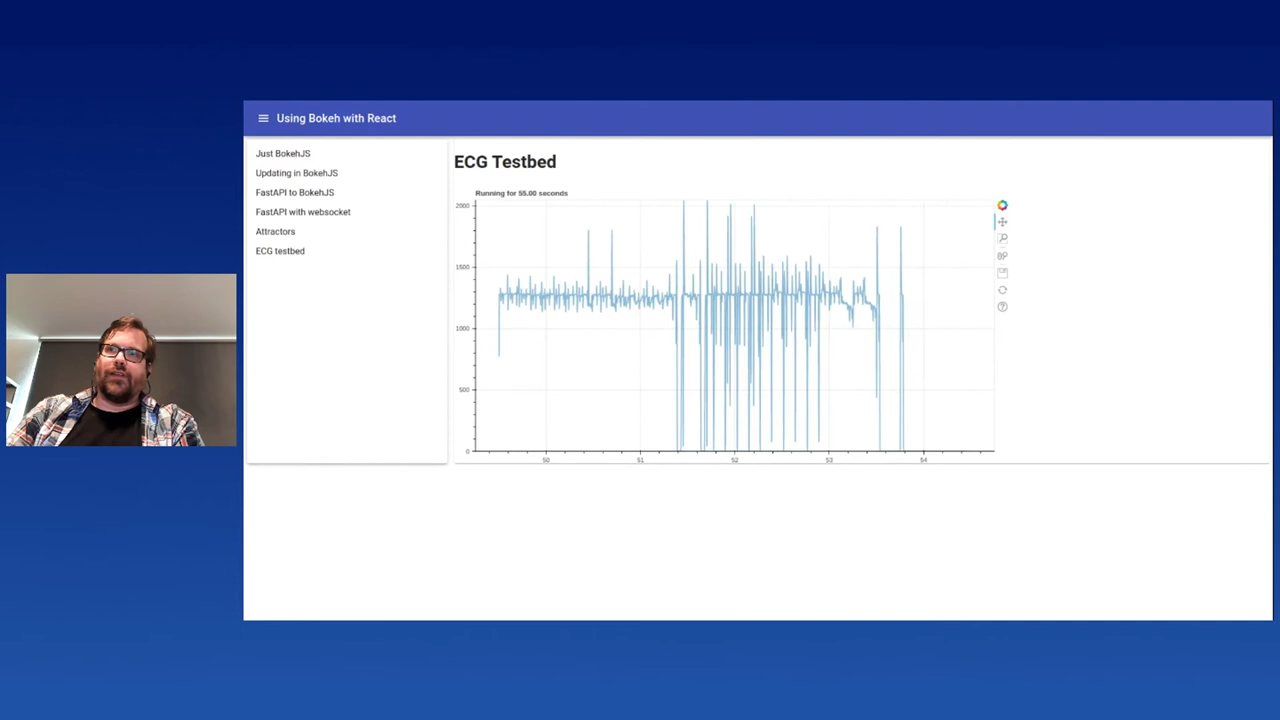 Using Bokeh with React
Just BokehJS
Updating in BokehJS
FastAPI to BokehJS
FastAPI with websocket
Attractors
ECG testbed
ECG Testbed
Running for 55.00 seconds
2000
1500
1000
500
0
50 51 52 53 54